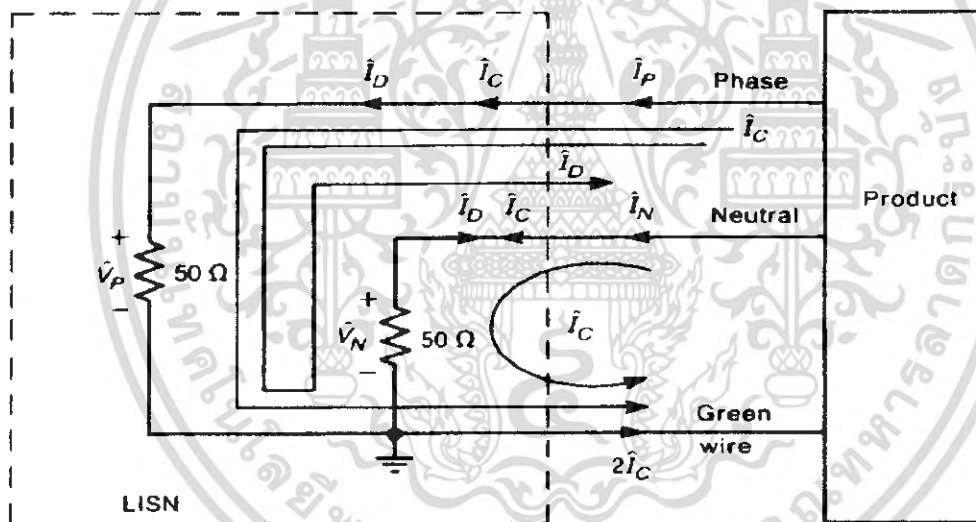 Î_D Î_C Î_P Phase
Î_C
Î_D
Î_D Î_C Î_N Neutral
Product
+
V̂_P 50 Ω
−
+
V̂_N 50 Ω
−
Î_C
Green
wire
2Î_C
LISN